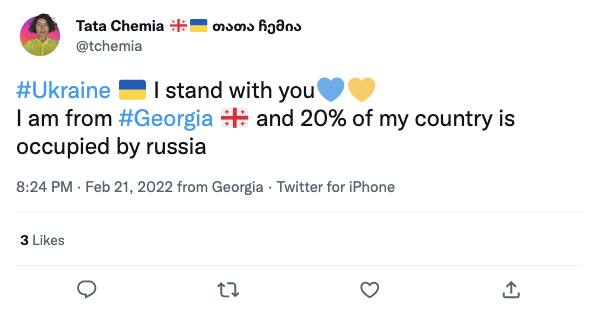 Tata Chemia 🇬🇪🇺🇦 თათა ჩემია
@tchemia
#Ukraine 🇺🇦 I stand with you💙💛
I am from #Georgia 🇬🇪 and 20% of my country is
occupied by russia
8:24 PM · Feb 21, 2022 from Georgia · Twitter for iPhone
3 Likes